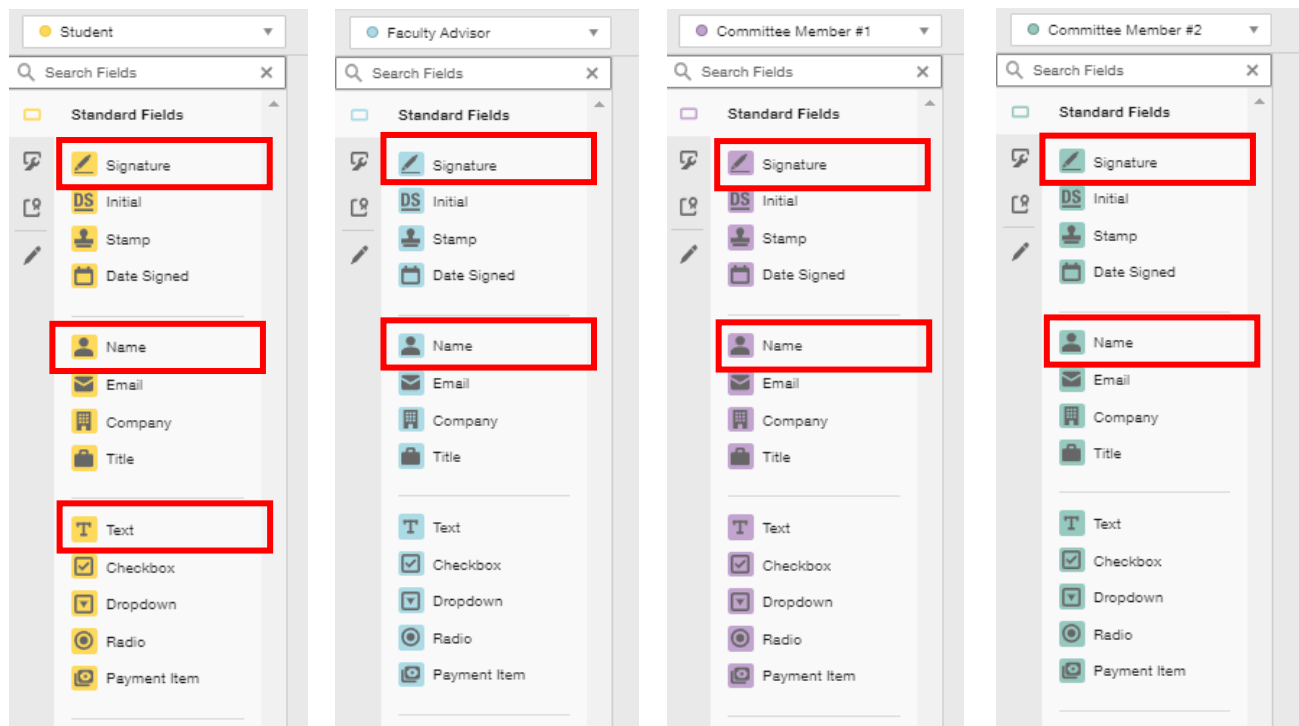 Student
Search Fields
Standard Fields
Signature
DS Initial
Stamp
Date Signed
Name
Email
Company
Title
T Text
Checkbox
Dropdown
Radio
Payment Item
Faculty Advisor
Search Fields
Standard Fields
Signature
DS Initial
Stamp
Date Signed
Name
Email
Company
Title
T Text
Checkbox
Dropdown
Radio
Payment Item
Committee Member #1
Search Fields
Standard Fields
Signature
DS Initial
Stamp
Date Signed
Name
Email
Company
Title
T Text
Checkbox
Dropdown
Radio
Payment Item
Committee Member #2
Search Fields
Standard Fields
Signature
DS Initial
Stamp
Date Signed
Name
Email
Company
Title
T Text
Checkbox
Dropdown
Radio
Payment Item